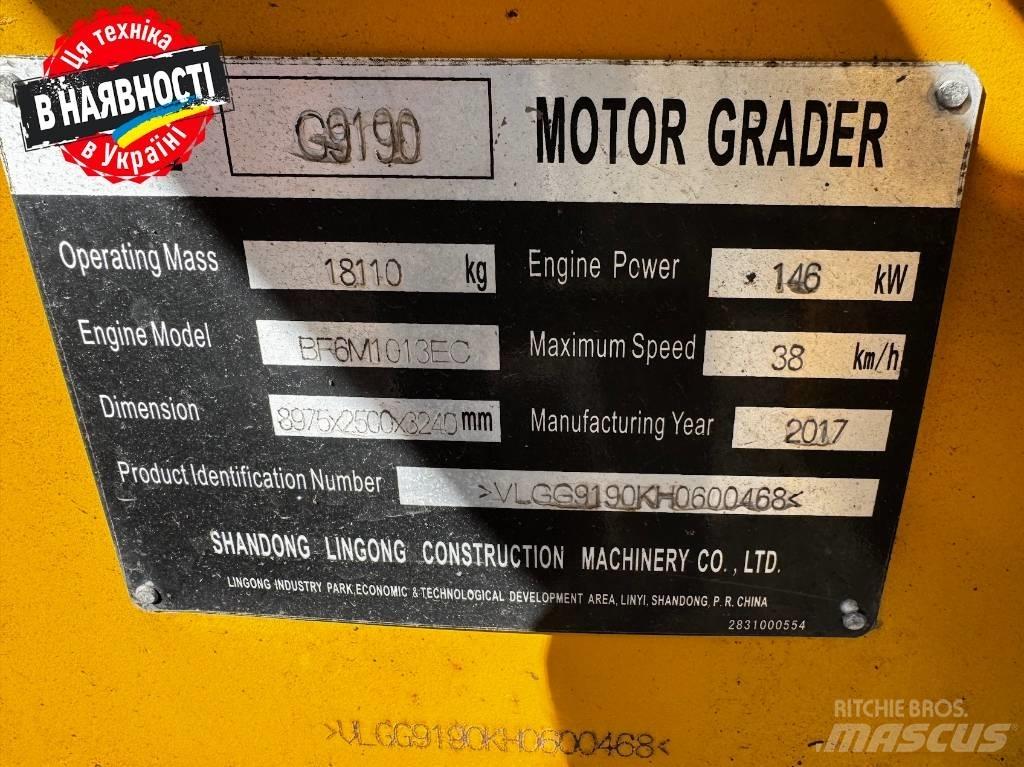 Ця техніка
В НАЯВНОСТІ
в Україні
G9190 MOTOR GRADER
Operating Mass 18110 kg Engine Power 146 kW
Engine Model BF6M1013EC Maximum Speed 38 km/h
Dimension 8975x2500x3240 mm Manufacturing Year 2017
Product Identification Number >VLGG9190KH0600468<
SHANDONG LINGONG CONSTRUCTION MACHINERY CO., LTD.
LINGONG INDUSTRY PARK,ECONOMIC & TECHNOLOGICAL DEVELOPMENT AREA, LINYI, SHANDONG, P. R. CHINA
2831000554
>VLGG9190KH0600468<
RITCHIE BROS.
MASCUS